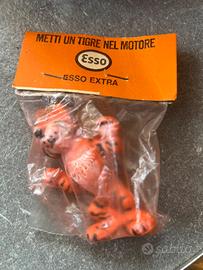 METTI UN TIGRE NEL MOTORE
Esso
ESSO EXTRA
subito